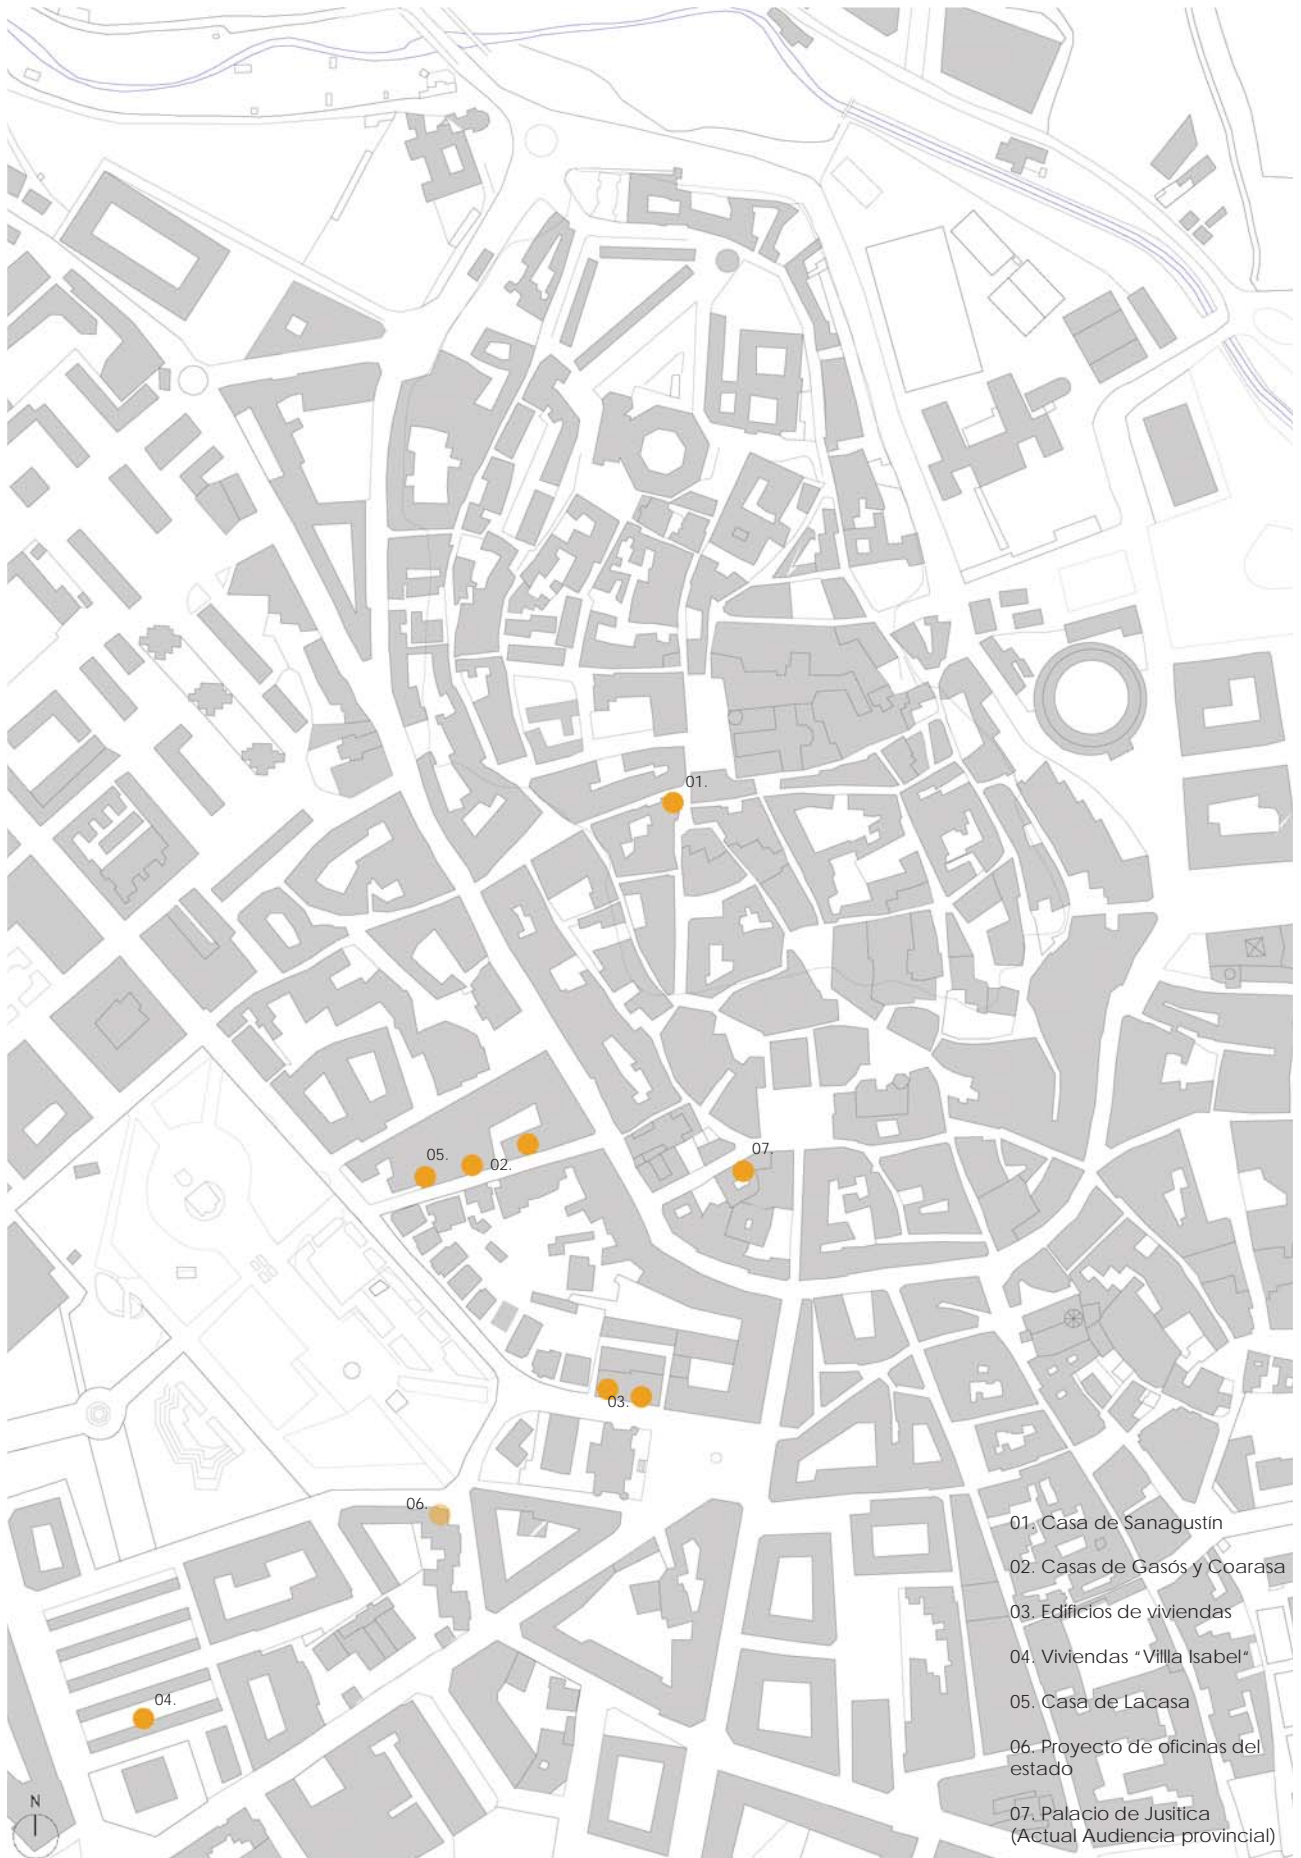 01.
05.
02.
07.
03.
06.
04.
N
01. Casa de Sanagustín
02. Casas de Gasós y Coarasa
03. Edificios de viviendas
04. Viviendas "Villla Isabel"
05. Casa de Lacasa
06. Proyecto de oficinas del
estado
07. Palacio de Jusitica
(Actual Audiencia provincial)